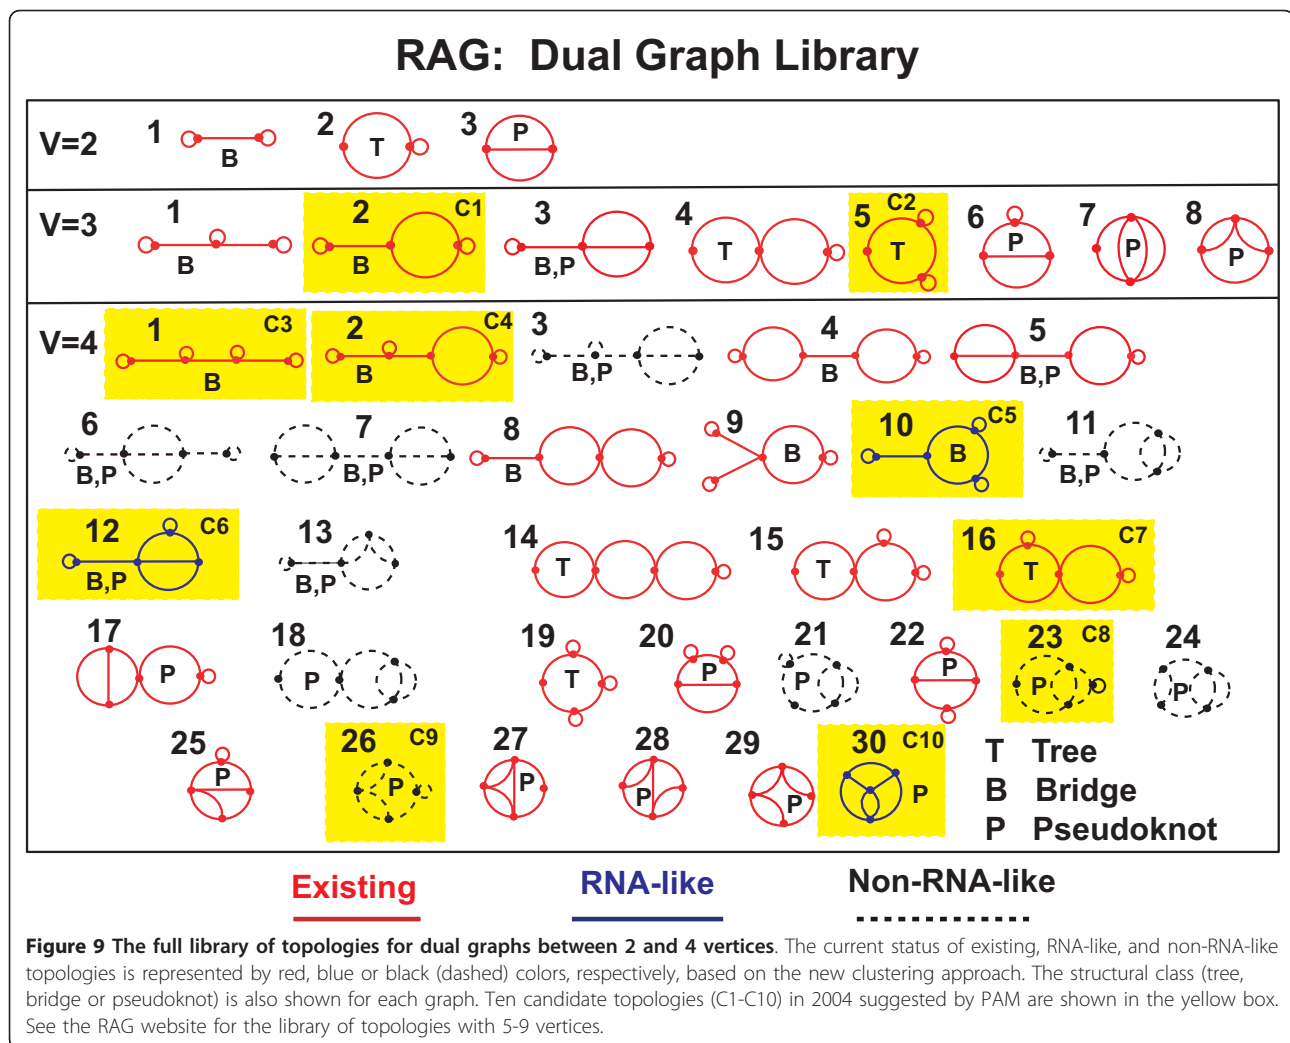 RAG: Dual Graph Library
V=2 1 B 2 T 3 P
V=3 1 B 2 B C1 3 B,P 4 T 5 T C2 6 P 7 P 8 P
V=4 1 B C3 2 B C4 3 B,P 4 B 5 B,P
6 B,P 7 B,P 8 B 9 B 10 B C5 11 B,P
12 B,P C6 13 B,P 14 T 15 T 16 T C7
17 P 18 P 19 T 20 P 21 P 22 P 23 P C8 24 P
25 P 26 P C9 27 P 28 P 29 P 30 P C10
T Tree
B Bridge
P Pseudoknot
Existing RNA-like Non-RNA-like
Figure 9 The full library of topologies for dual graphs between 2 and 4 vertices. The current status of existing, RNA-like, and non-RNA-like
topologies is represented by red, blue or black (dashed) colors, respectively, based on the new clustering approach. The structural class (tree,
bridge or pseudoknot) is also shown for each graph. Ten candidate topologies (C1-C10) in 2004 suggested by PAM are shown in the yellow box.
See the RAG website for the library of topologies with 5-9 vertices.